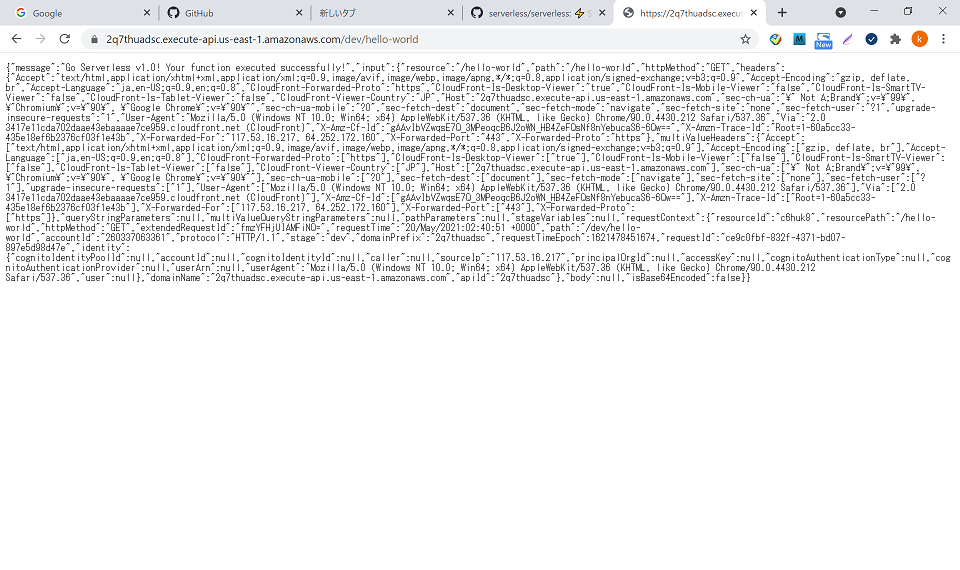 Google
GitHub
新しいタブ
serverless/serverless: ⚡ S
https://2q7thuadsc.execut
2q7thuadsc.execute-api.us-east-1.amazonaws.com/dev/hello-world
New
k
{"message":"Go Serverless v1.0! Your function executed successfully!","input":{"resource":"/hello-world","path":"/hello-world","httpMethod":"GET","headers":
{"Accept":"text/html,application/xhtml+xml,application/xml;q=0.9,image/avif,image/webp,image/apng,*/*;q=0.8,application/signed-exchange;v=b3;q=0.9","Accept-Encoding":"gzip, deflate,
br","Accept-Language":"ja,en-US;q=0.9,en;q=0.8","CloudFront-Forwarded-Proto":"https","CloudFront-Is-Desktop-Viewer":"true","CloudFront-Is-Mobile-Viewer":"false","CloudFront-Is-SmartTV-
Viewer":"false","CloudFront-Is-Tablet-Viewer":"false","CloudFront-Viewer-Country":"JP","Host":"2q7thuadsc.execute-api.us-east-1.amazonaws.com","sec-ch-ua":"\" Not A;Brand\";v=\"99\",
\"Chromium\";v=\"90\", \"Google Chrome\";v=\"90\"","sec-ch-ua-mobile":"?0","sec-fetch-dest":"document","sec-fetch-mode":"navigate","sec-fetch-site":"none","sec-fetch-user":"?1","upgrade-
insecure-requests":"1","User-Agent":"Mozilla/5.0 (Windows NT 10.0; Win64; x64) AppleWebKit/537.36 (KHTML, like Gecko) Chrome/90.0.4430.212 Safari/537.36","Via":"2.0
3417e11cda702daae43ebaaaae7ce959.cloudfront.net (CloudFront)","X-Amz-Cf-Id":"gAAvIbVZwqsE7Q_3MPeoqcB6J2oWN_HB4ZeFQsNf8nYebucaS6-6Qw==","X-Amzn-Trace-Id":"Root=1-60a5cc33-
435e18ef6b2376cf03f1e43b","X-Forwarded-For":"117.53.16.217, 64.252.172.160","X-Forwarded-Port":"443","X-Forwarded-Proto":"https"},"multiValueHeaders":{"Accept":
["text/html,application/xhtml+xml,application/xml;q=0.9,image/avif,image/webp,image/apng,*/*;q=0.8,application/signed-exchange;v=b3;q=0.9"],"Accept-Encoding":["gzip, deflate, br"],"Accept-
Language":["ja,en-US;q=0.9,en;q=0.8"],"CloudFront-Forwarded-Proto":["https"],"CloudFront-Is-Desktop-Viewer":["true"],"CloudFront-Is-Mobile-Viewer":["false"],"CloudFront-Is-SmartTV-Viewer":
["false"],"CloudFront-Is-Tablet-Viewer":["false"],"CloudFront-Viewer-Country":["JP"],"Host":["2q7thuadsc.execute-api.us-east-1.amazonaws.com"],"sec-ch-ua":["\" Not A;Brand\";v=\"99\",
\"Chromium\";v=\"90\", \"Google Chrome\";v=\"90\""],"sec-ch-ua-mobile":["?0"],"sec-fetch-dest":["document"],"sec-fetch-mode":["navigate"],"sec-fetch-site":["none"],"sec-fetch-user":["?
1"],"upgrade-insecure-requests":["1"],"User-Agent":["Mozilla/5.0 (Windows NT 10.0; Win64; x64) AppleWebKit/537.36 (KHTML, like Gecko) Chrome/90.0.4430.212 Safari/537.36"],"Via":["2.0
3417e11cda702daae43ebaaaae7ce959.cloudfront.net (CloudFront)"],"X-Amz-Cf-Id":["gAAvIbVZwqsE7Q_3MPeoqcB6J2oWN_HB4ZeFQsNf8nYebucaS6-6Qw=="],"X-Amzn-Trace-Id":["Root=1-60a5cc33-
435e18ef6b2376cf03f1e43b"],"X-Forwarded-For":["117.53.16.217, 64.252.172.160"],"X-Forwarded-Port":["443"],"X-Forwarded-Proto":
["https"]},"queryStringParameters":null,"multiValueQueryStringParameters":null,"pathParameters":null,"stageVariables":null,"requestContext":{"resourceId":"c6huk8","resourcePath":"/hello-
world","httpMethod":"GET","extendedRequestId":"fmzYFHjUIAMFiNQ=","requestTime":"20/May/2021:02:40:51 +0000","path":"/dev/hello-
world","accountId":"260337063361","protocol":"HTTP/1.1","stage":"dev","domainPrefix":"2q7thuadsc","requestTimeEpoch":1621478451674,"requestId":"ce9c0fbf-832f-4371-bd07-
897e5d98d47e","identity":
{"cognitoIdentityPoolId":null,"accountId":null,"cognitoIdentityId":null,"caller":null,"sourceIp":"117.53.16.217","principalOrgId":null,"accessKey":null,"cognitoAuthenticationType":null,"cog
nitoAuthenticationProvider":null,"userArn":null,"userAgent":"Mozilla/5.0 (Windows NT 10.0; Win64; x64) AppleWebKit/537.36 (KHTML, like Gecko) Chrome/90.0.4430.212
Safari/537.36","user":null},"domainName":"2q7thuadsc.execute-api.us-east-1.amazonaws.com","apiId":"2q7thuadsc"},"body":null,"isBase64Encoded":false}}